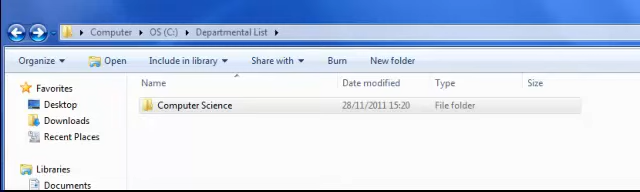 Computer OS (C:) Departmental List
Organize Open Include in library Share with Burn New folder
Name Date modified Type Size
Favorites
Computer Science 28/11/2011 15:20 File folder
Desktop
Downloads
Recent Places
Libraries
Documents